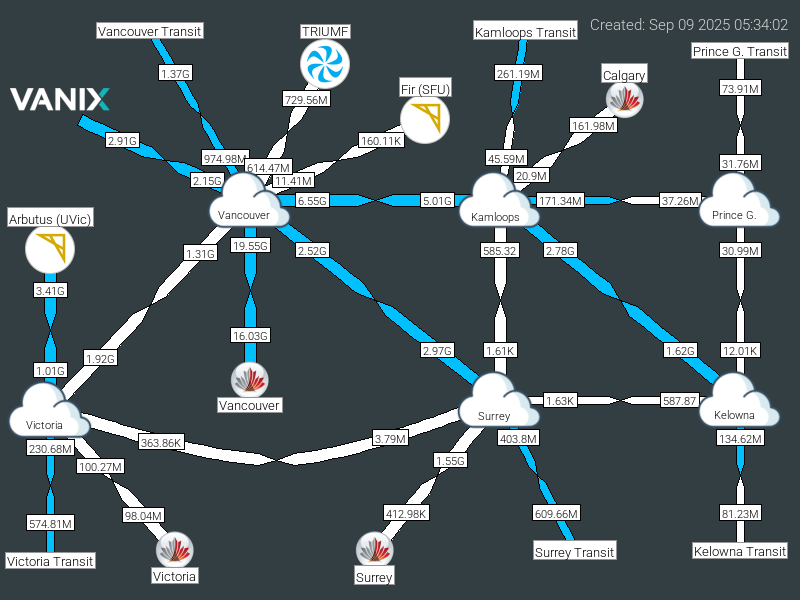 Created: Sep 09 2025 05:34:02
Vancouver Transit
TRIUMF
Kamloops Transit
Prince G. Transit
1.37G
261.19M
Calgary
73.91M
Fir (SFU)
VANIX
729.56M
161.98M
2.91G
160.11K
974.98M
45.59M
31.76M
614.47M
2.15G
11.41M
20.9M
6.55G
5.01G
171.34M
37.26M
Vancouver
Kamloops
Prince G.
Arbutus (UVic)
19.55G
2.52G
585.32
2.78G
30.99M
1.31G
3.41G
16.03G
1.92G
2.97G
1.61K
1.62G
12.01K
1.01G
Vancouver
1.63K
587.87
Victoria
Surrey
Kelowna
363.86K
3.79M
403.8M
134.62M
230.68M
100.27M
1.55G
574.81M
98.04M
412.98K
609.66M
81.23M
Victoria Transit
Victoria
Surrey
Surrey Transit
Kelowna Transit